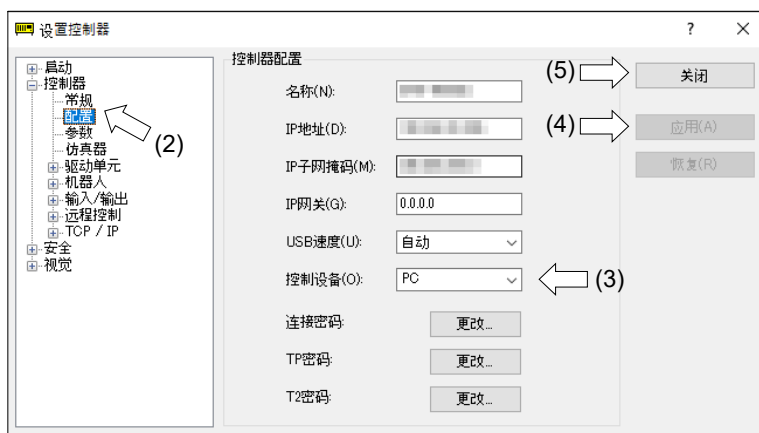 设置控制器
? ×
启动
控制器
常规
配置
参数
仿真器
驱动单元
机器人
输入/输出
远程控制
TCP / IP
安全
视觉
(2)
控制器配置
名称(N):
IP地址(D):
IP子网掩码(M):
IP网关(G): 0.0.0.0
USB速度(U): 自动
控制设备(O): PC
(3)
连接密码: 更改...
TP密码: 更改...
T2密码: 更改...
(5) 关闭
(4) 应用(A)
恢复(R)